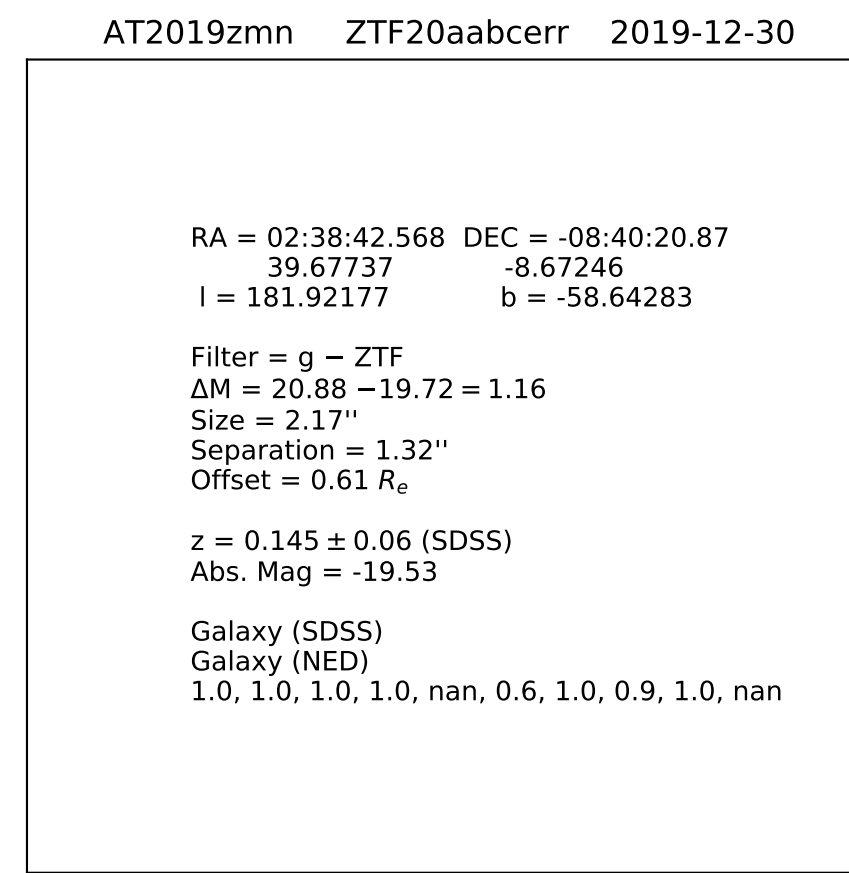 AT2019zmn ZTF20aabcerr 2019-12-30
RA = 02:38:42.568 DEC = -08:40:20.87
39.67737 -8.67246
l = 181.92177 b = -58.64283
Filter = g − ZTF
ΔM = 20.88 −19.72 = 1.16
Size = 2.17''
Separation = 1.32''
Offset = 0.61 Rₑ
z = 0.145 ± 0.06 (SDSS)
Abs. Mag = -19.53
Galaxy (SDSS)
Galaxy (NED)
1.0, 1.0, 1.0, 1.0, nan, 0.6, 1.0, 0.9, 1.0, nan